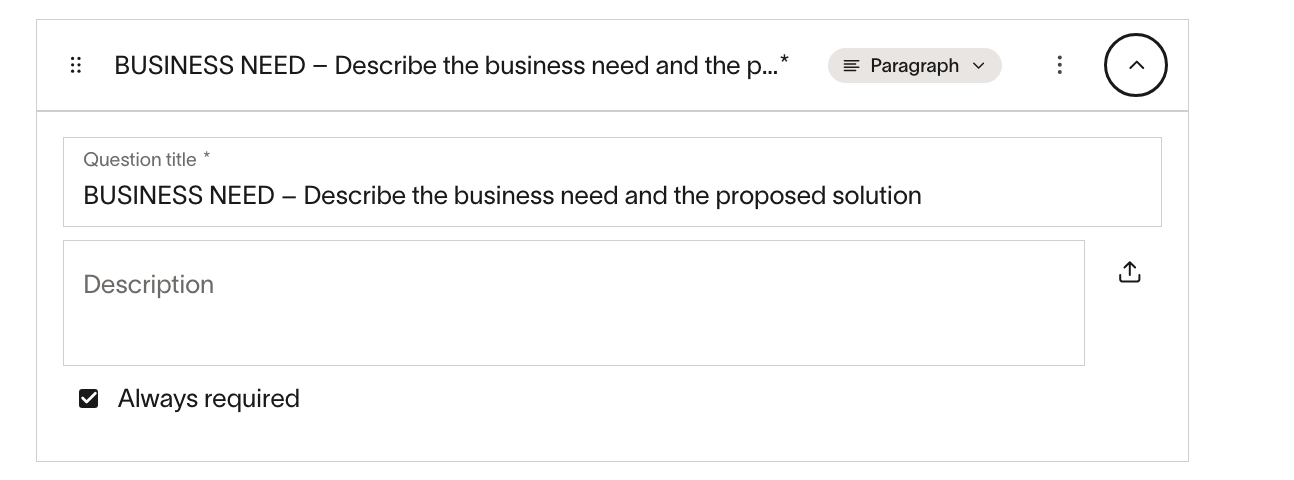 BUSINESS NEED – Describe the business need and the p...*
Paragraph
Question title *
BUSINESS NEED – Describe the business need and the proposed solution
Description
Always required